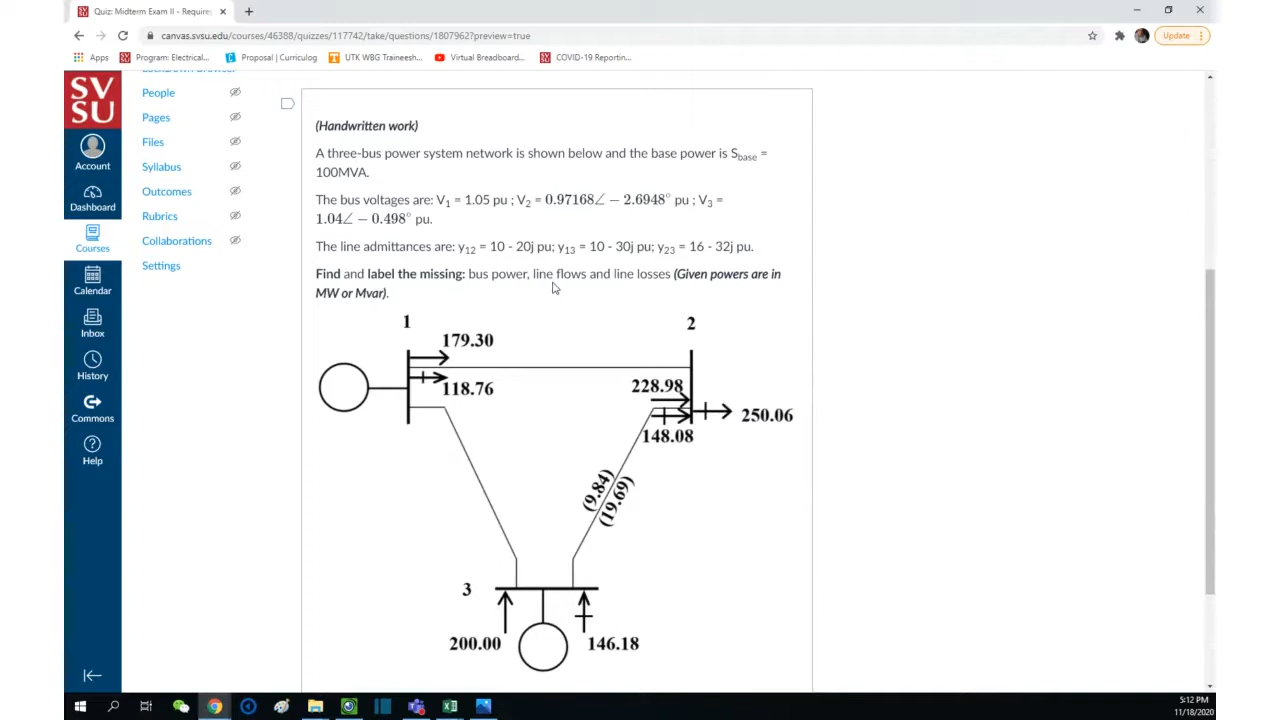 Quiz: Midterm Exam II - Require
canvas.svsu.edu/courses/46388/quizzes/117742/take/questions/1807962?preview=true
Update
Apps
Program: Electrical...
Proposal | Curriculog
UTK WBG Traineesh...
Virtual Breadboard...
COVID-19 Reportin...
SV
SU
Account
Dashboard
Courses
Calendar
Inbox
History
Commons
Help
LockDown Browser
People
Pages
Files
Syllabus
Outcomes
Rubrics
Collaborations
Settings
(Handwritten work)
A three-bus power system network is shown below and the base power is Sbase =
100MVA.
The bus voltages are: V1 = 1.05 pu ; V2 = 0.97168∠ − 2.6948° pu ; V3 =
1.04∠ − 0.498° pu.
The line admittances are: y12 = 10 - 20j pu; y13 = 10 - 30j pu; y23 = 16 - 32j pu.
Find and label the missing: bus power, line flows and line losses (Given powers are in
MW or Mvar).
1
2
179.30
118.76
228.98
148.08
250.06
(9.84)
(19.69)
3
200.00
146.18
5:12 PM
11/18/2020